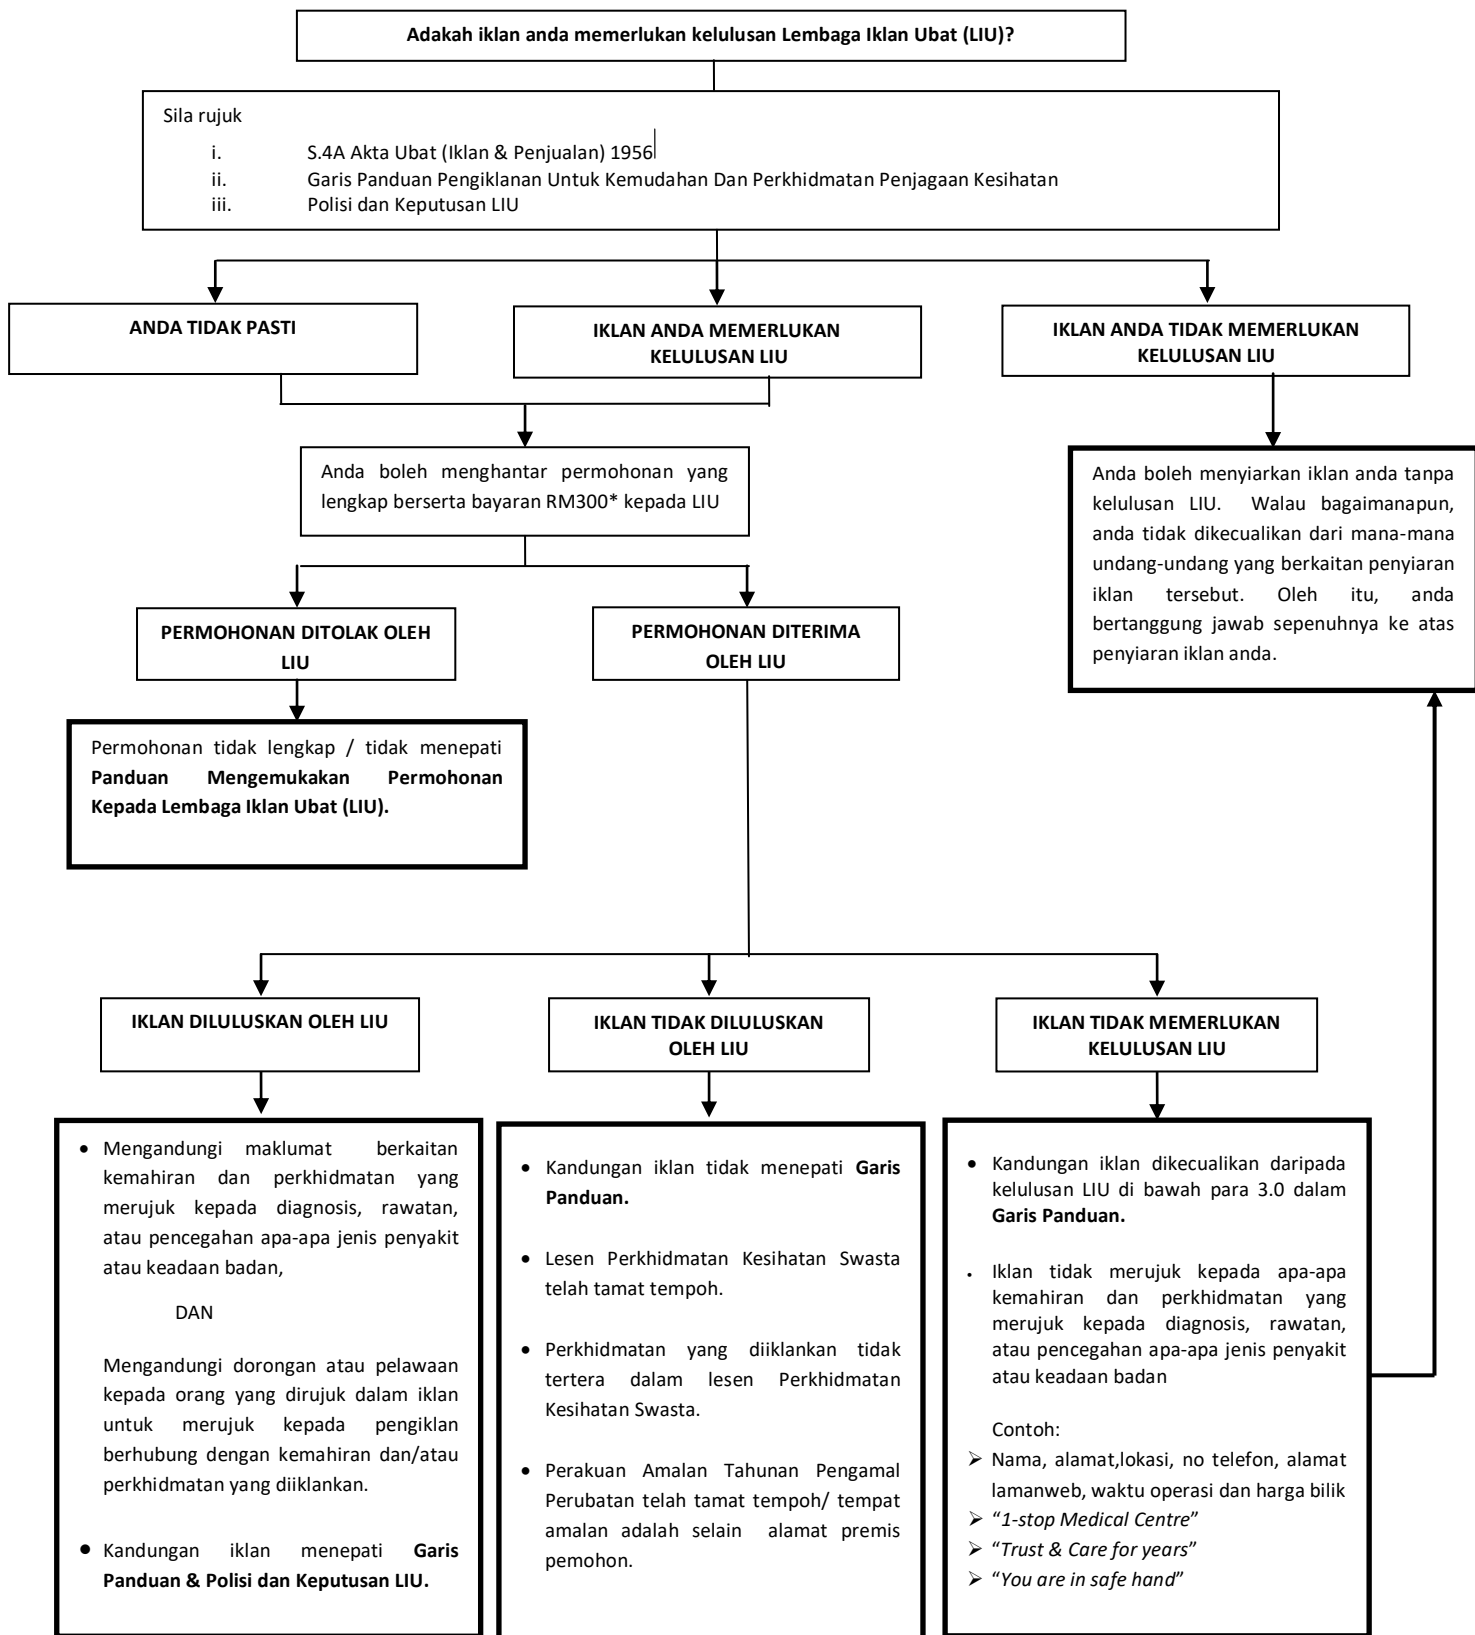 Adakah iklan anda memerlukan kelulusan Lembaga Iklan Ubat (LIU)?
Sila rujuk
i. S.4A Akta Ubat (Iklan & Penjualan) 1956
ii. Garis Panduan Pengiklanan Untuk Kemudahan Dan Perkhidmatan Penjagaan Kesihatan
iii. Polisi dan Keputusan LIU
ANDA TIDAK PASTI
IKLAN ANDA MEMERLUKAN
KELULUSAN LIU
IKLAN ANDA TIDAK MEMERLUKAN
KELULUSAN LIU
Anda boleh menghantar permohonan yang
lengkap berserta bayaran RM300* kepada LIU
Anda boleh menyiarkan iklan anda tanpa
kelulusan LIU. Walau bagaimanapun,
anda tidak dikecualikan dari mana-mana
undang-undang yang berkaitan penyiaran
iklan tersebut. Oleh itu, anda
bertanggung jawab sepenuhnya ke atas
penyiaran iklan anda.
PERMOHONAN DITOLAK OLEH
LIU
PERMOHONAN DITERIMA
OLEH LIU
Permohonan tidak lengkap / tidak menepati
Panduan Mengemukakan Permohonan
Kepada Lembaga Iklan Ubat (LIU).
IKLAN DILULUSKAN OLEH LIU
IKLAN TIDAK DILULUSKAN
OLEH LIU
IKLAN TIDAK MEMERLUKAN
KELULUSAN LIU
• Mengandungi maklumat berkaitan
kemahiran dan perkhidmatan yang
merujuk kepada diagnosis, rawatan,
atau pencegahan apa-apa jenis penyakit
atau keadaan badan,
DAN
Mengandungi dorongan atau pelawaan
kepada orang yang dirujuk dalam iklan
untuk merujuk kepada pengiklan
berhubung dengan kemahiran dan/atau
perkhidmatan yang diiklankan.
• Kandungan iklan menepati Garis
Panduan & Polisi dan Keputusan LIU.
• Kandungan iklan tidak menepati Garis
Panduan.
• Lesen Perkhidmatan Kesihatan Swasta
telah tamat tempoh.
• Perkhidmatan yang diiklankan tidak
tertera dalam lesen Perkhidmatan
Kesihatan Swasta.
• Perakuan Amalan Tahunan Pengamal
Perubatan telah tamat tempoh/ tempat
amalan adalah selain alamat premis
pemohon.
• Kandungan iklan dikecualikan daripada
kelulusan LIU di bawah para 3.0 dalam
Garis Panduan.
• Iklan tidak merujuk kepada apa-apa
kemahiran dan perkhidmatan yang
merujuk kepada diagnosis, rawatan,
atau pencegahan apa-apa jenis penyakit
atau keadaan badan
Contoh:
➢ Nama, alamat,lokasi, no telefon, alamat
lamanweb, waktu operasi dan harga bilik
➢ “1-stop Medical Centre”
➢ “Trust & Care for years”
➢ “You are in safe hand”